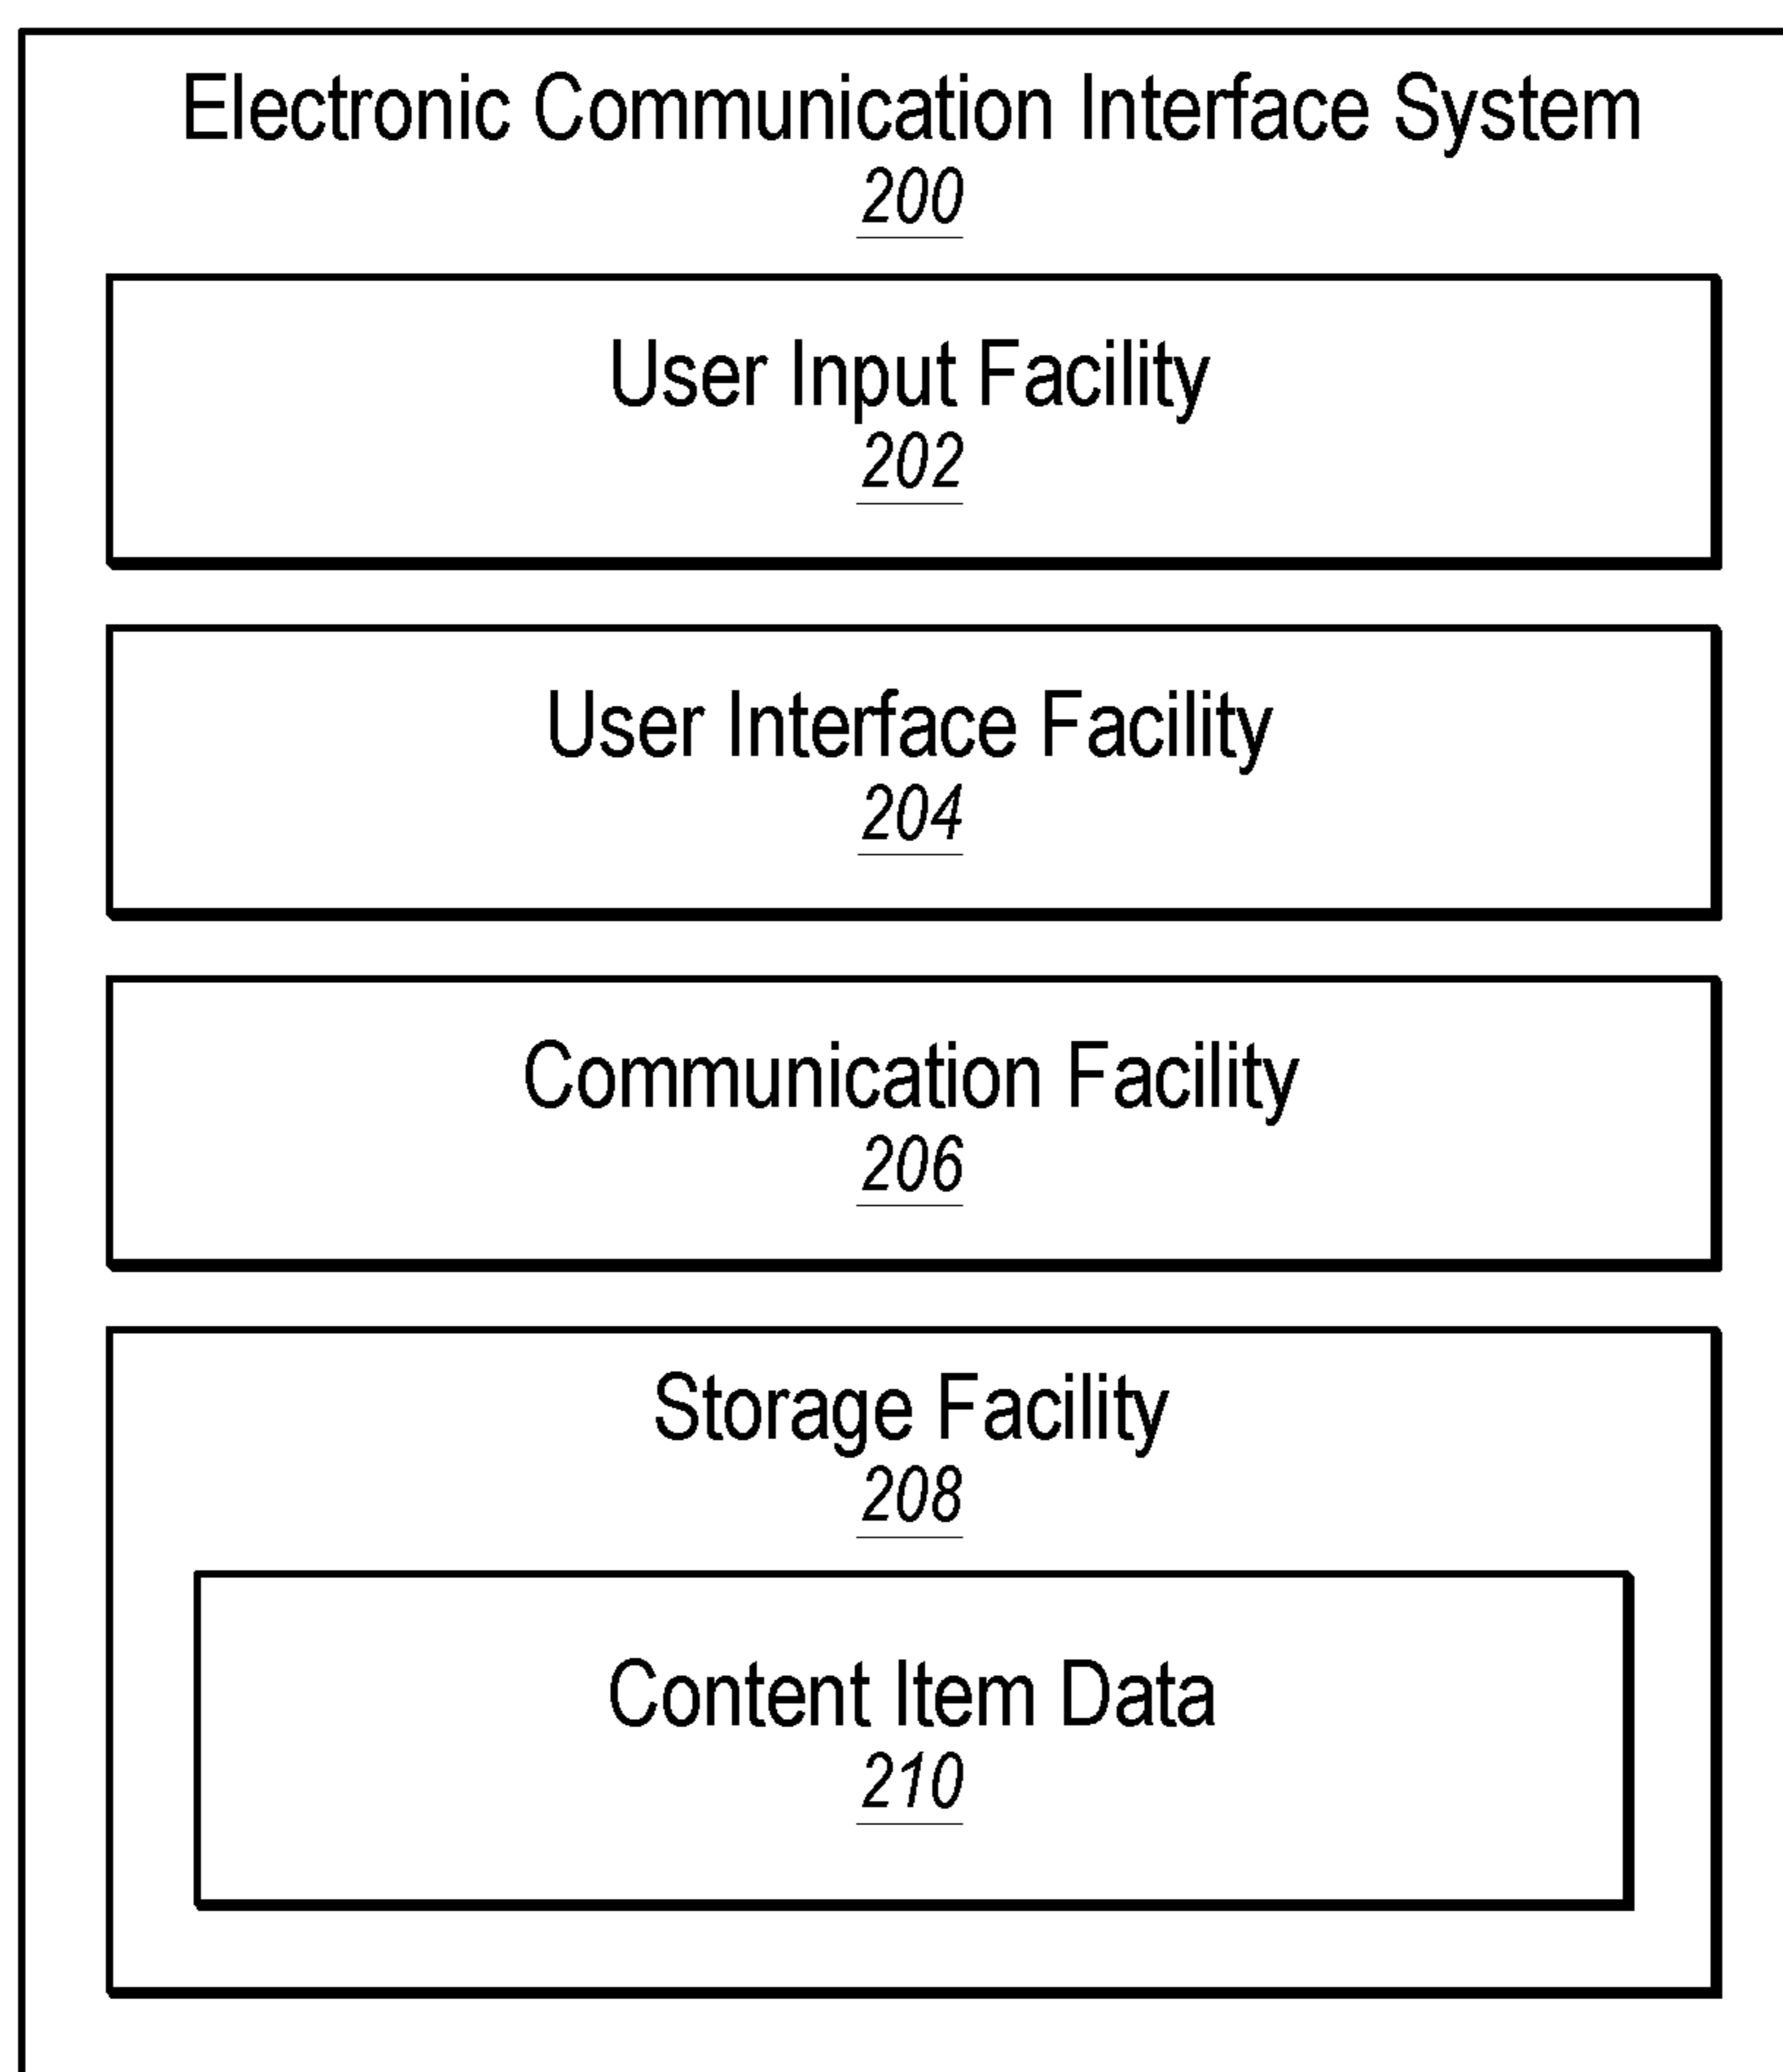 Electronic Communication Interface System
200
User Input Facility
202
User Interface Facility
204
Communication Facility
206
Storage Facility
208
Content Item Data
210